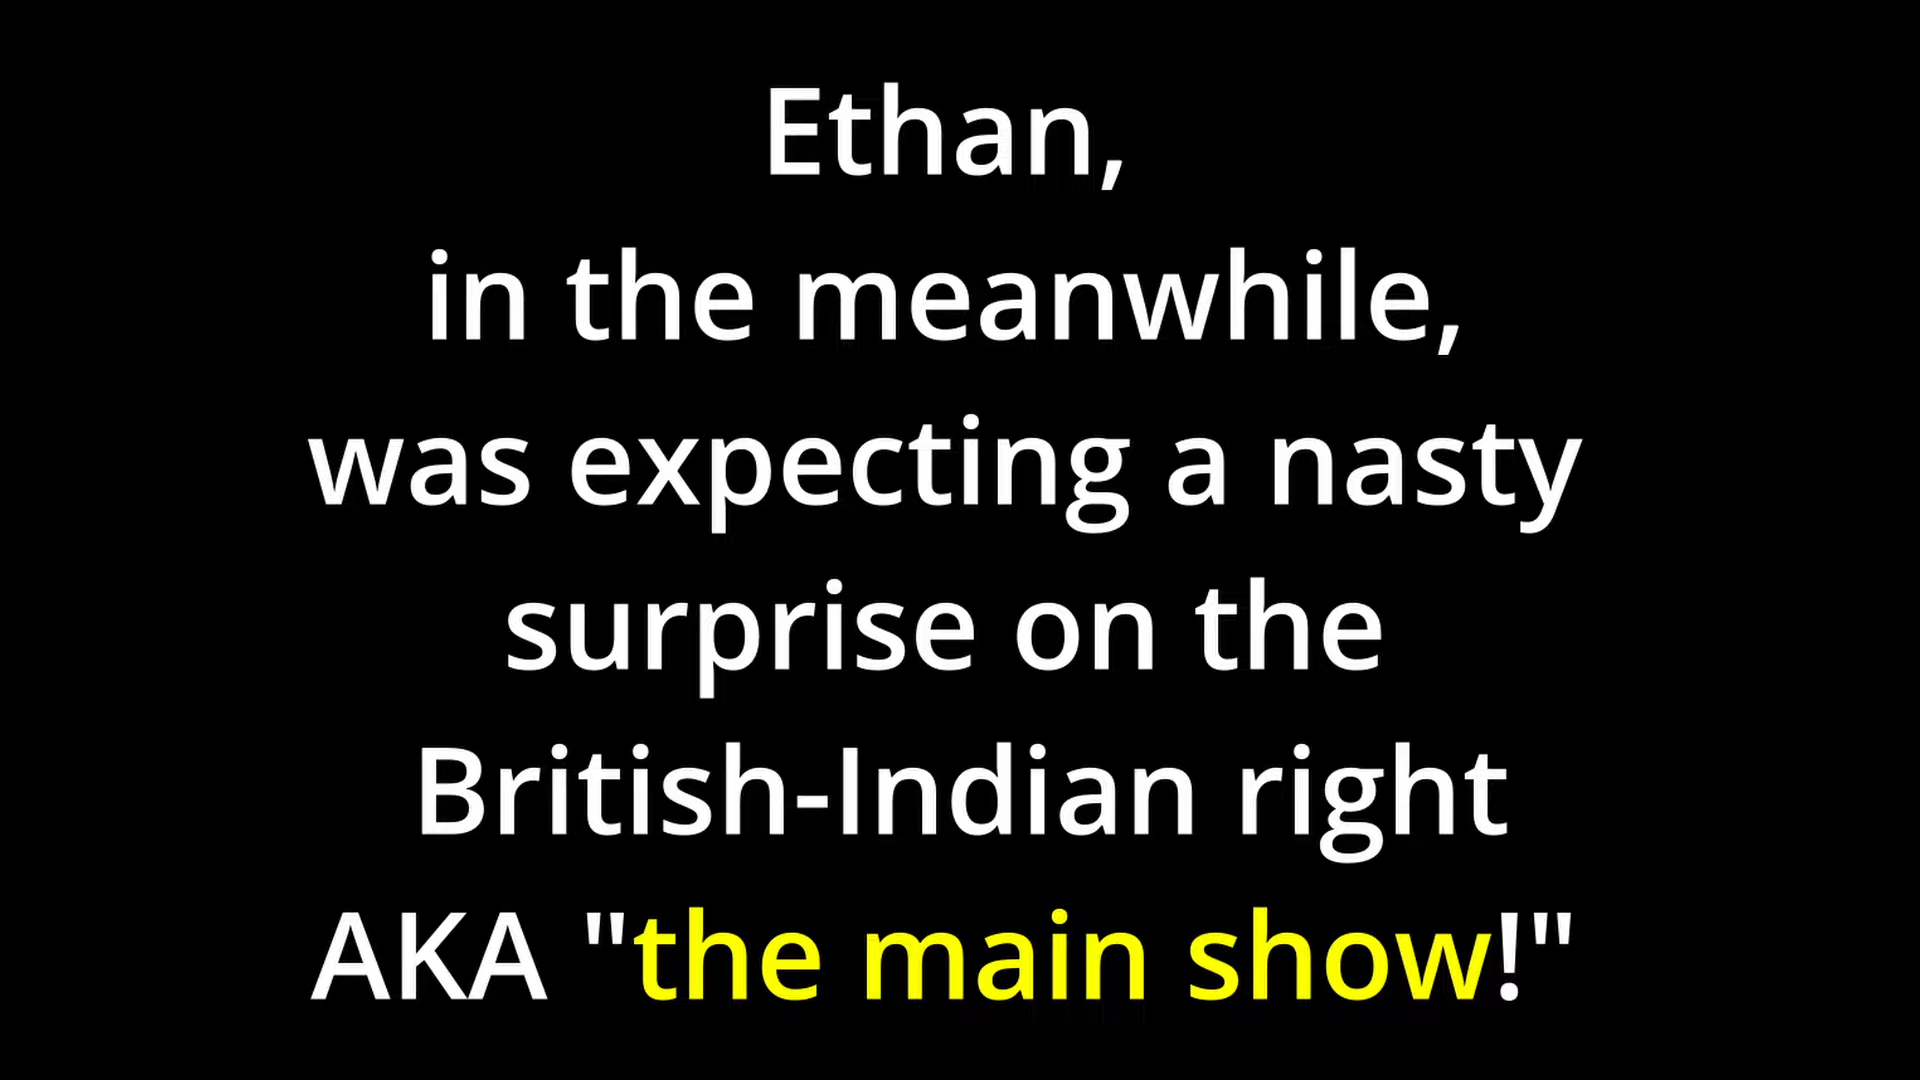 Ethan,
in the meanwhile,
was expecting a nasty
surprise on the
British-Indian right
AKA "the main show!"